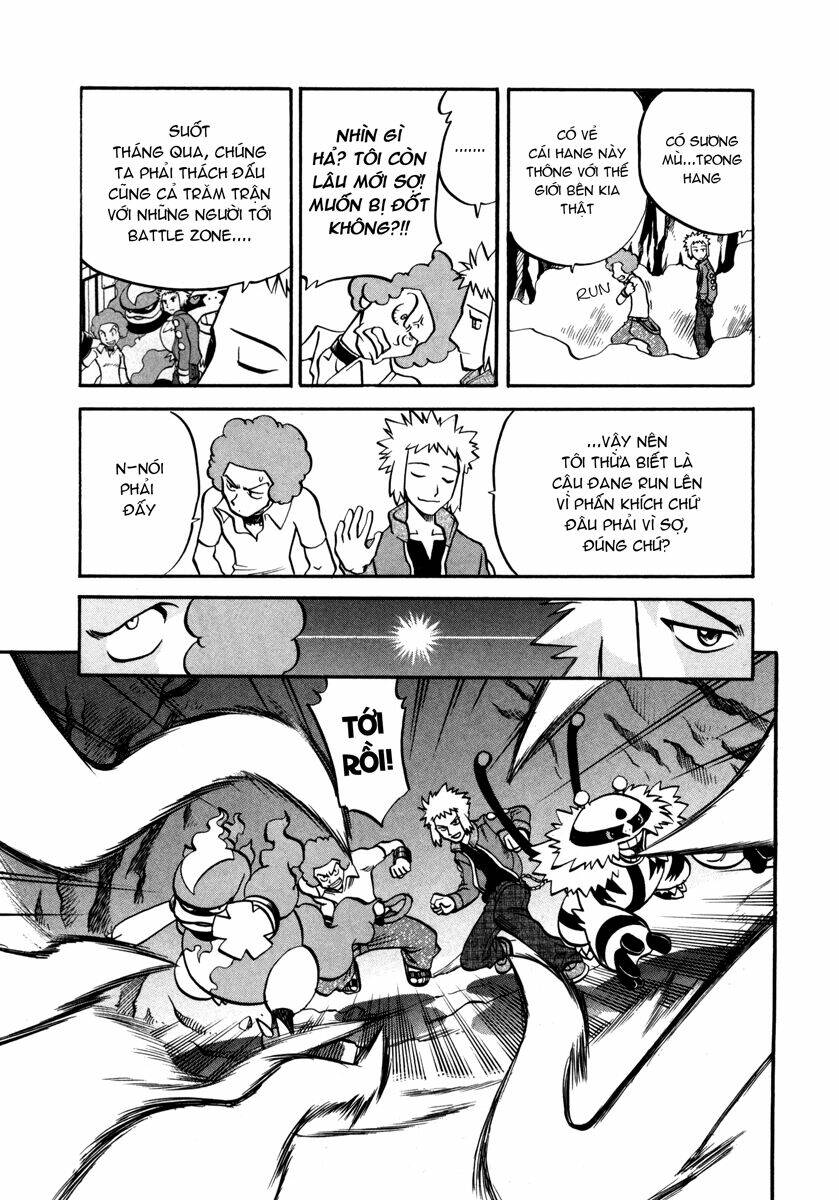 CÓ SƯƠNG
MÙ...TRONG
HANG
CÓ VẺ
CÁI HANG NÀY
THÔNG VỚI THẾ
GIỚI BÊN KIA
THẬT
RUN
.......
NHÌN GÌ
HẢ? TÔI CÒN
LÂU MỚI SỢ!
MUỐN BỊ ĐỐT
KHÔNG?!!
SUỐT
THÁNG QUA, CHÚNG
TA PHẢI THÁCH ĐẤU
CŨNG CẢ TRĂM TRẬN
VỚI NHỮNG NGƯỜI TỚI
BATTLE ZONE....
...VẬY NÊN
TÔI THỪA BIẾT LÀ
CẬU ĐANG RUN LÊN
VÌ PHẤN KHÍCH CHỨ
ĐÂU PHẢI VÌ SỢ,
ĐÚNG CHỨ?
N-NÓI
PHẢI
ĐẤY
TỚI
RỒI!